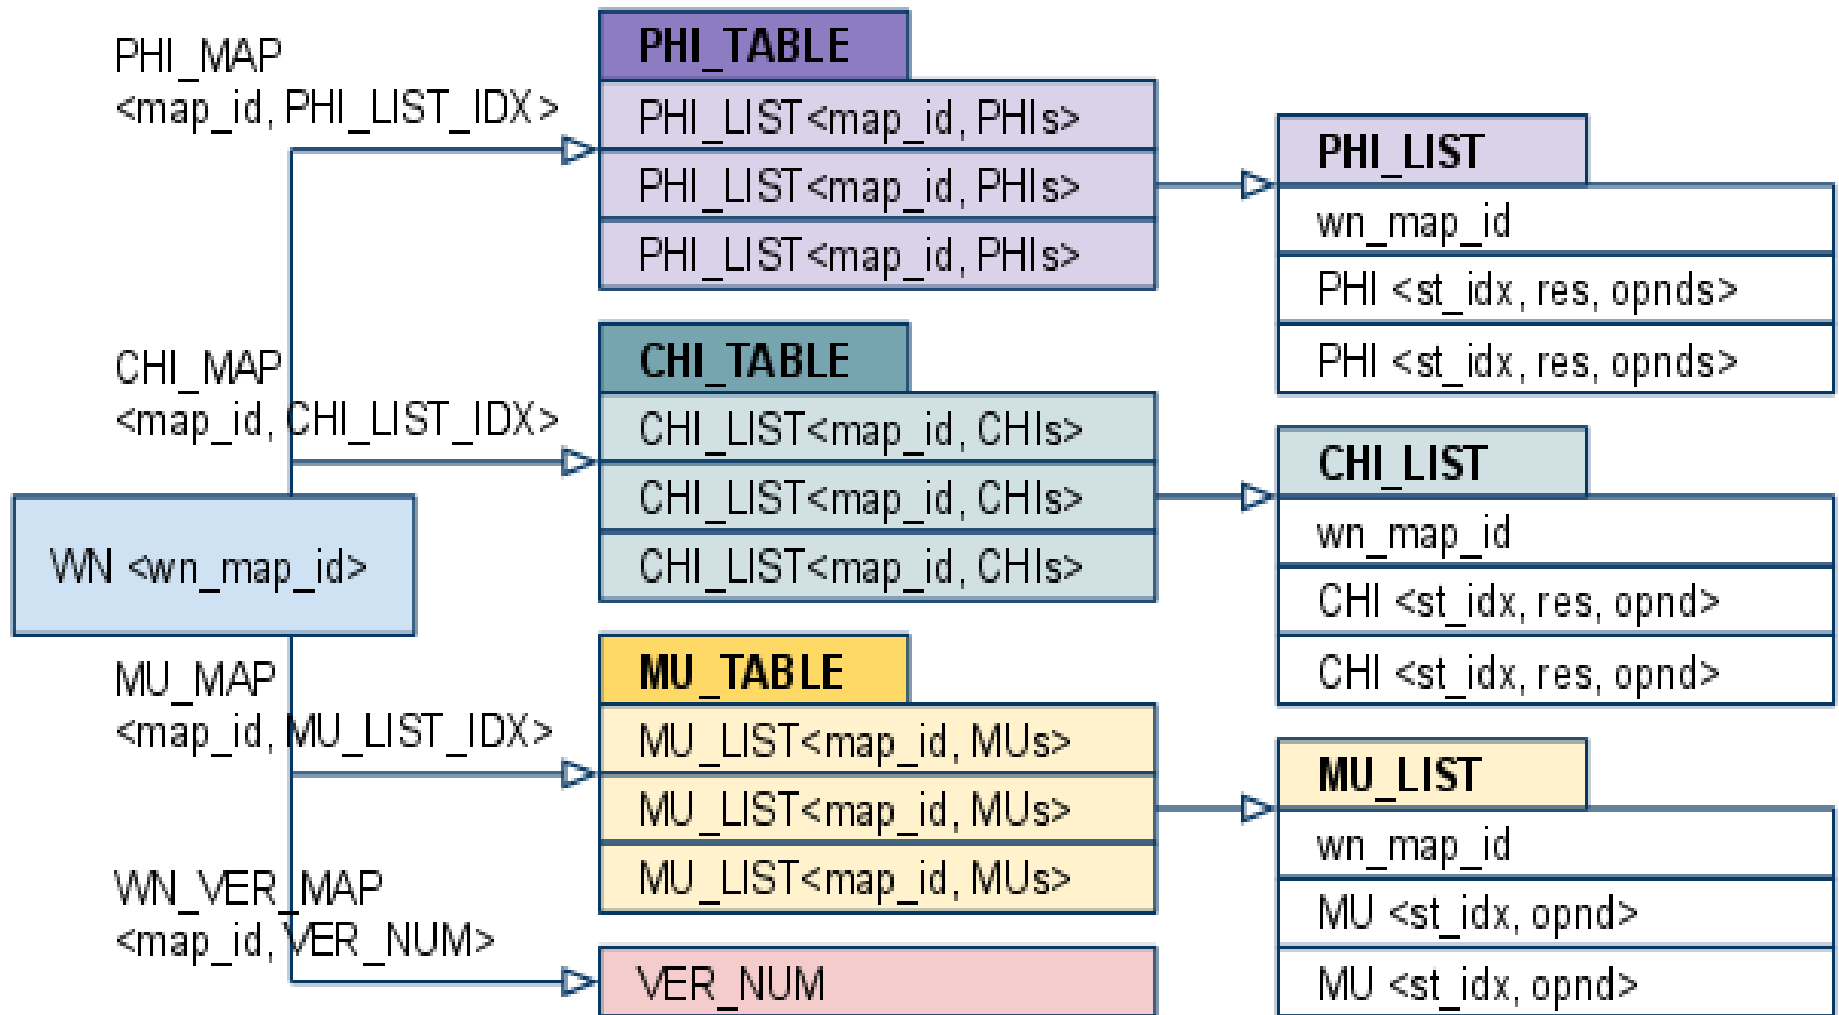 PHI_MAP
<map_id, PHI_LIST_IDX>
CHI_MAP
<map_id, CHI_LIST_IDX>
WN <wn_map_id>
MU_MAP
<map_id, MU_LIST_IDX>
WN_VER_MAP
<map_id, VER_NUM>
PHI_TABLE
PHI_LIST<map_id, PHIs>
PHI_LIST<map_id, PHIs>
PHI_LIST<map_id, PHIs>
CHI_TABLE
CHI_LIST<map_id, CHIs>
CHI_LIST<map_id, CHIs>
CHI_LIST<map_id, CHIs>
MU_TABLE
MU_LIST<map_id, MUs>
MU_LIST<map_id, MUs>
MU_LIST<map_id, MUs>
VER_NUM
PHI_LIST
wn_map_id
PHI <st_idx, res, opnds>
PHI <st_idx, res, opnds>
CHI_LIST
wn_map_id
CHI <st_idx, res, opnd>
CHI <st_idx, res, opnd>
MU_LIST
wn_map_id
MU <st_idx, opnd>
MU <st_idx, opnd>